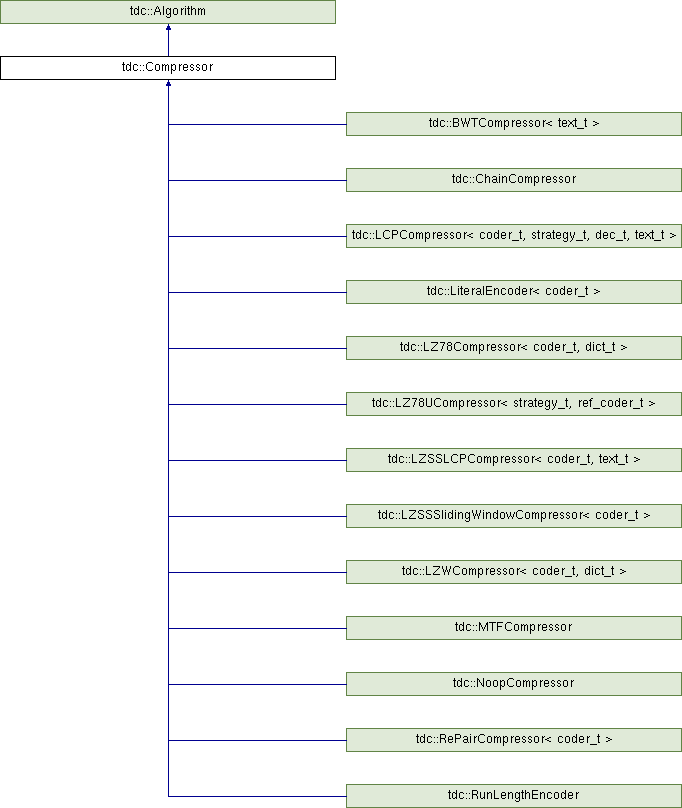 tdc::Algorithm
tdc::Compressor
tdc::BWTCompressor< text_t >
tdc::ChainCompressor
tdc::LCPCompressor< coder_t, strategy_t, dec_t, text_t >
tdc::LiteralEncoder< coder_t >
tdc::LZ78Compressor< coder_t, dict_t >
tdc::LZ78UCompressor< strategy_t, ref_coder_t >
tdc::LZSSLCPCompressor< coder_t, text_t >
tdc::LZSSSlidingWindowCompressor< coder_t >
tdc::LZWCompressor< coder_t, dict_t >
tdc::MTFCompressor
tdc::NoopCompressor
tdc::RePairCompressor< coder_t >
tdc::RunLengthEncoder